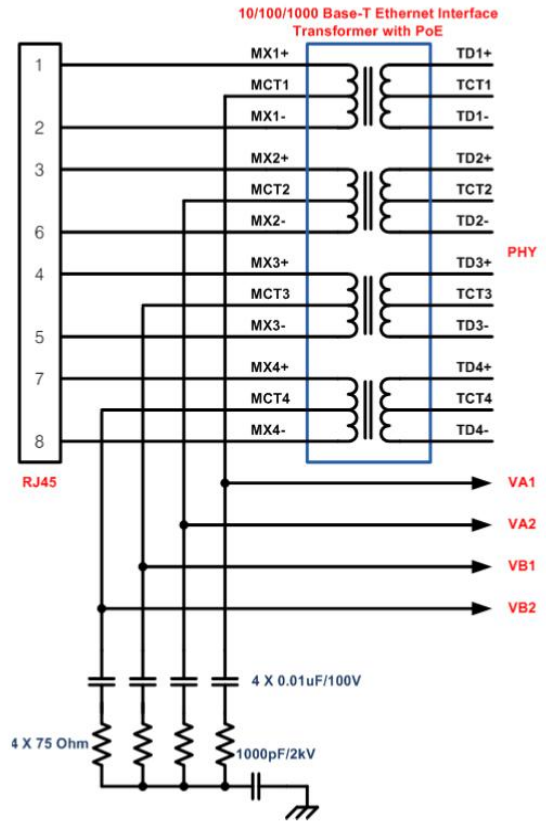 10/100/1000 Base-T Ethernet Interface
Transformer with PoE
1 MX1+ TD1+
MCT1 TCT1
2 MX1- TD1-
3 MX2+ TD2+
MCT2 TCT2
6 MX2- TD2-
PHY
4 MX3+ TD3+
MCT3 TCT3
5 MX3- TD3-
7 MX4+ TD4+
MCT4 TCT4
8 MX4- TD4-
RJ45
VA1
VA2
VB1
VB2
4 X 0.01uF/100V
4 X 75 Ohm
1000pF/2kV